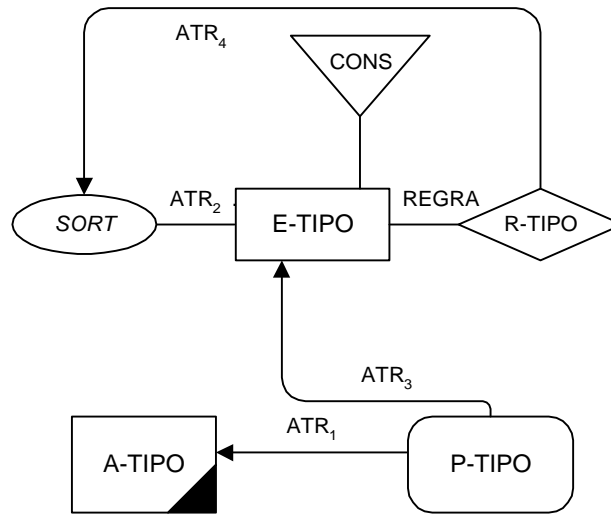 ATR₄
CONS
SORT
ATR₂
E-TIPO
REGRA
R-TIPO
ATR₃
ATR₁
A-TIPO
P-TIPO